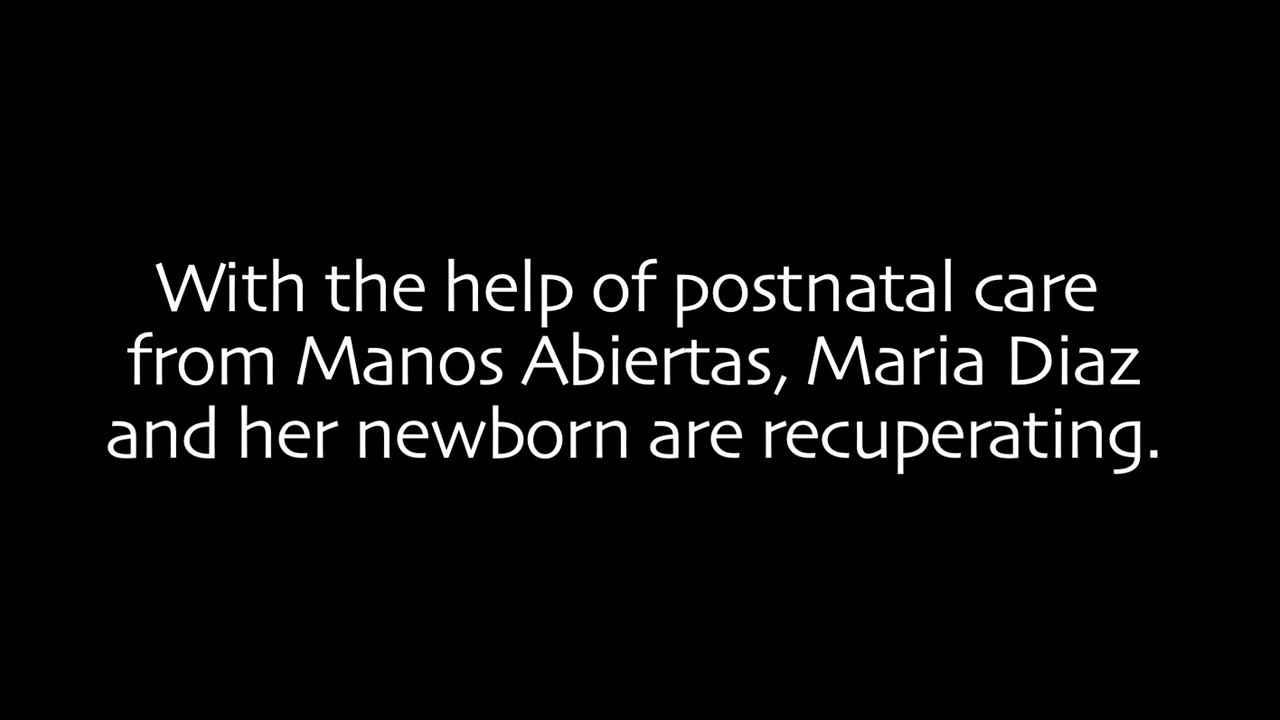 With the help of postnatal care
from Manos Abiertas, Maria Diaz
and her newborn are recuperating.